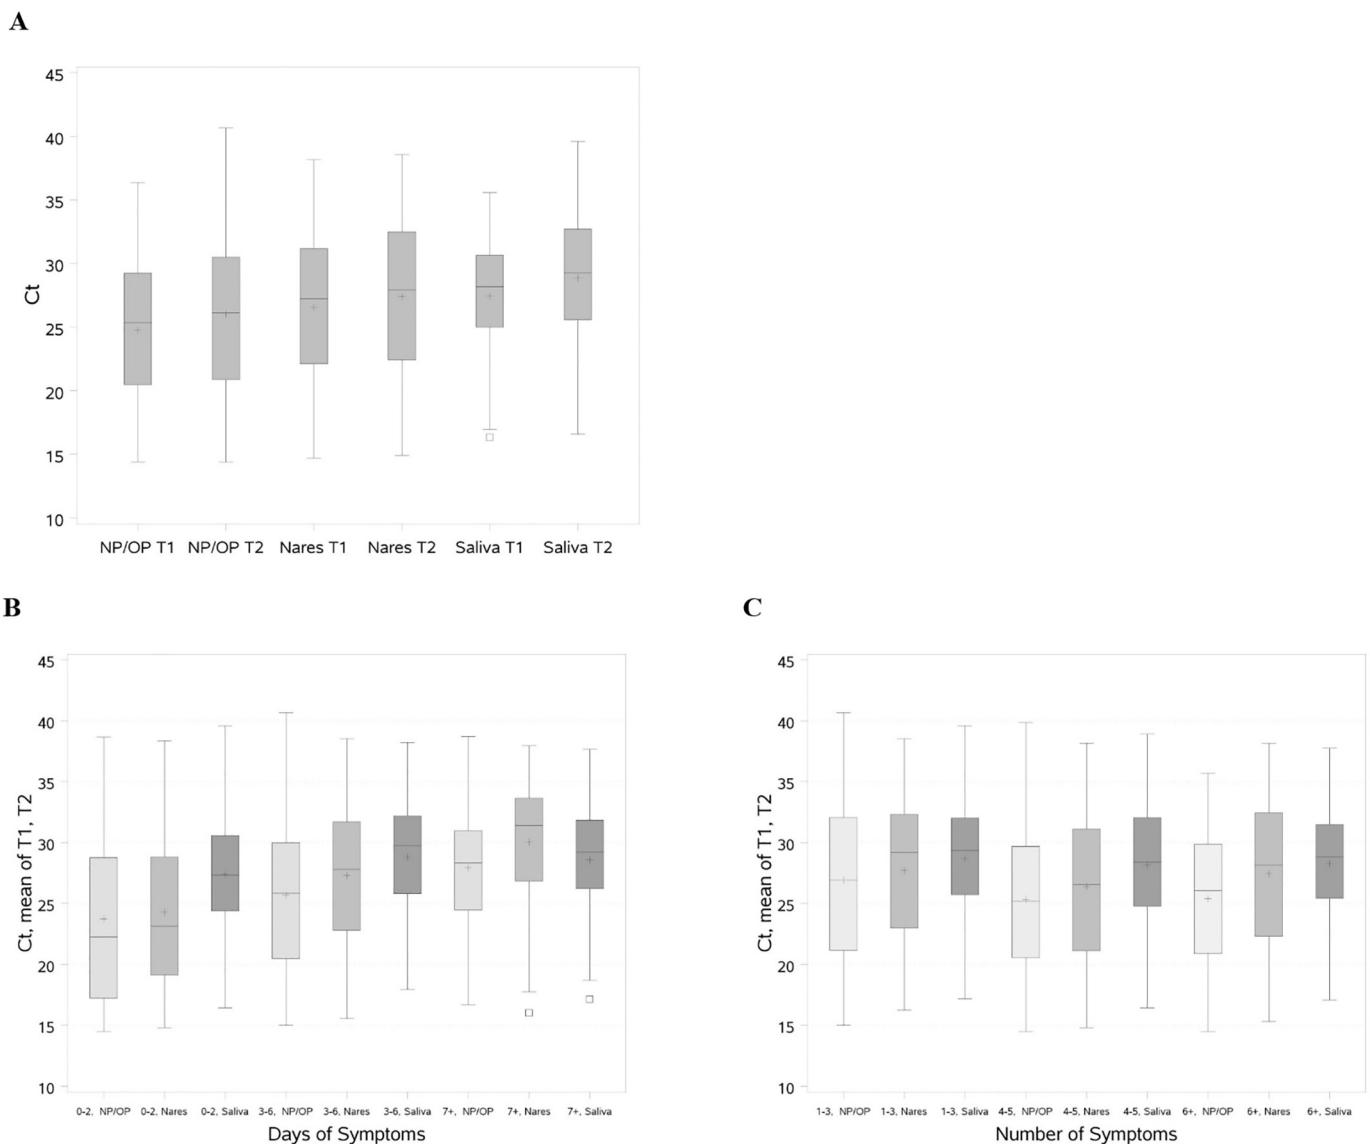 A
45
40
35
30
25
20
15
10
Ct
NP/OP T1 NP/OP T2 Nares T1 Nares T2 Saliva T1 Saliva T2
B
45
40
35
30
25
20
15
10
Ct, mean of T1, T2
0-2, NP/OP 0-2, Nares 0-2, Saliva 3-6, NP/OP 3-6, Nares 3-6, Saliva 7+, NP/OP 7+, Nares 7+, Saliva
Days of Symptoms
C
45
40
35
30
25
20
15
10
Ct, mean of T1, T2
1-3, NP/OP 1-3, Nares 1-3, Saliva 4-5, NP/OP 4-5, Nares 4-5, Saliva 6+, NP/OP 6+, Nares 6+, Saliva
Number of Symptoms